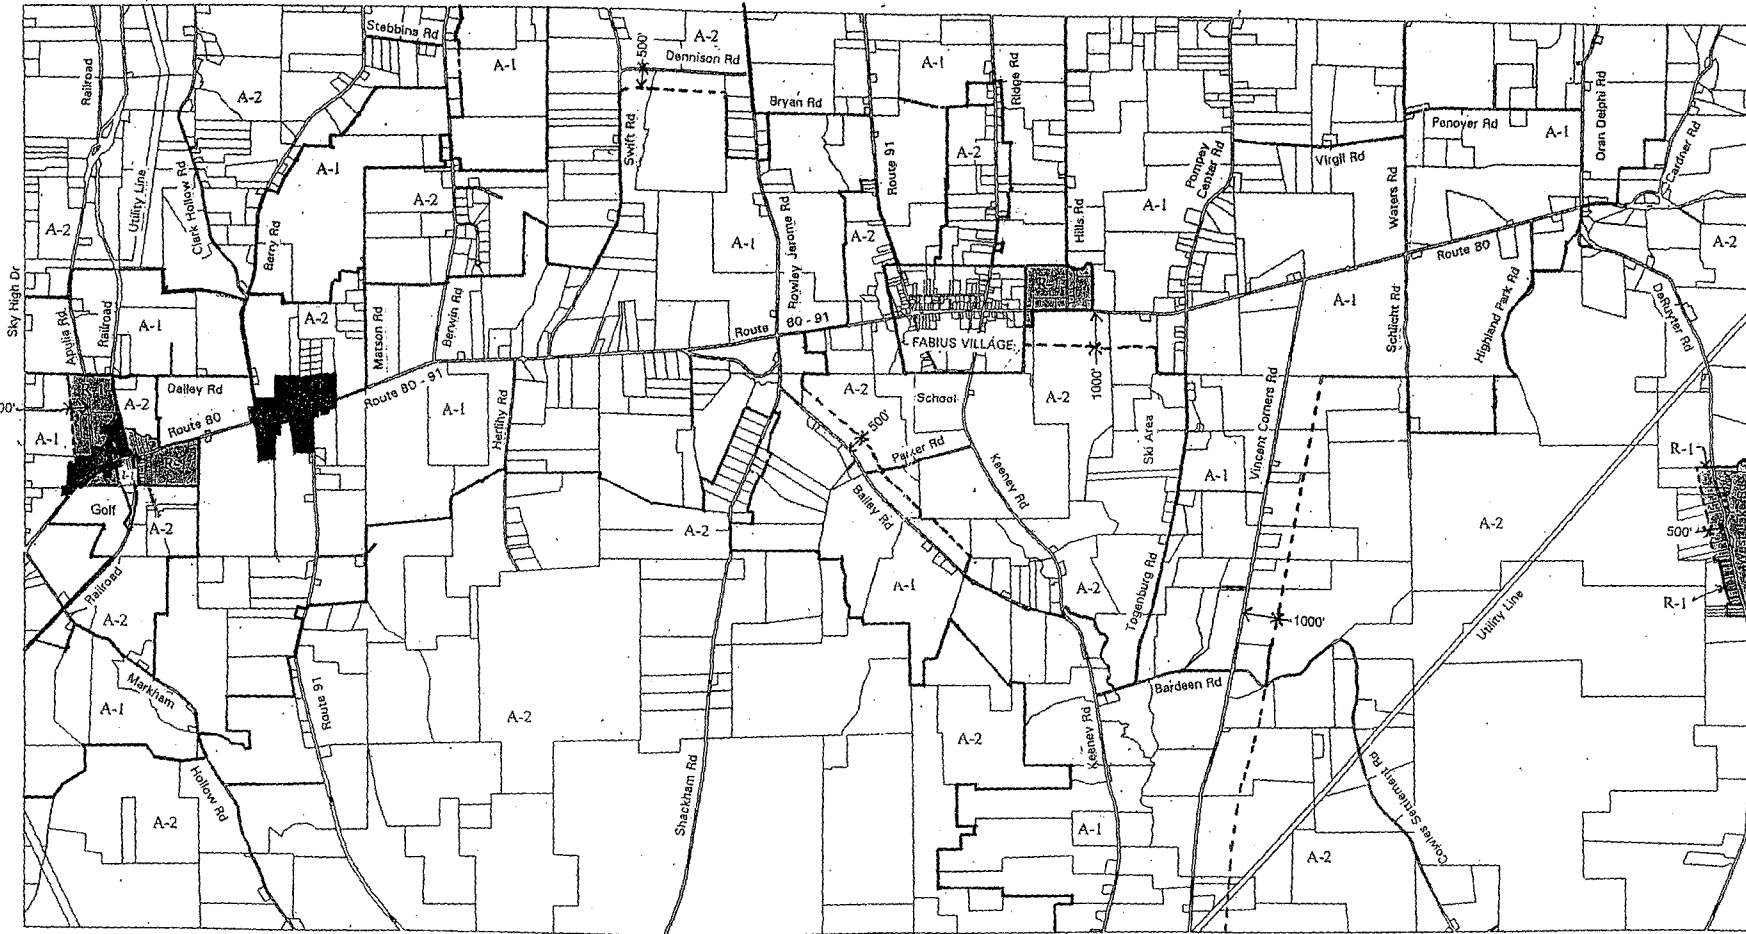 Stebbins Rd
A-2
500'
Dennison Rd
A-1
A-1
Ridge Rd
Railroad
A-2
Bryan Rd
Oran Delphi Rd
Penoyer Rd
A-1
Gardner Rd
Swift Rd
Route 91
A-2
Pompey
Center Rd
Virgil Rd
A-1
Utility Line
Clark Hollow Rd
A-2
A-1
Waters Rd
A-2
Berry Rd
A-1
Rowley Jerome Rd
A-2
Hills Rd
Route 80
A-2
Sky High Dr
Apulia Rd
Railroad
A-1
A-2
Matson Rd
Berwin Rd
Route 80 - 91
A-1
Schlicht Rd
Highland Park Rd
DeRuyter Rd
FABIUS VILLAGE
1000'
Dalley Rd
A-2
Route 80
Route 80 - 91
A-1
Herlihy Rd
A-2
School
A-2
Ski Area
Vincent Corners Rd
A-1
500'
Parker Rd
Keeney Rd
A-1
R-1
Golf
A-2
Bailey Rd
A-2
A-2
500'
Railroad
A-2
A-1
A-2
Togenburg Rd
1000'
Utility Line
R-1
Markham
A-1
Route 91
A-2
Bardeen Rd
A-2
Keeney Rd
Hollow Rd
A-2
Shackham Rd
A-1
A-2
Cowles Settlement Rd